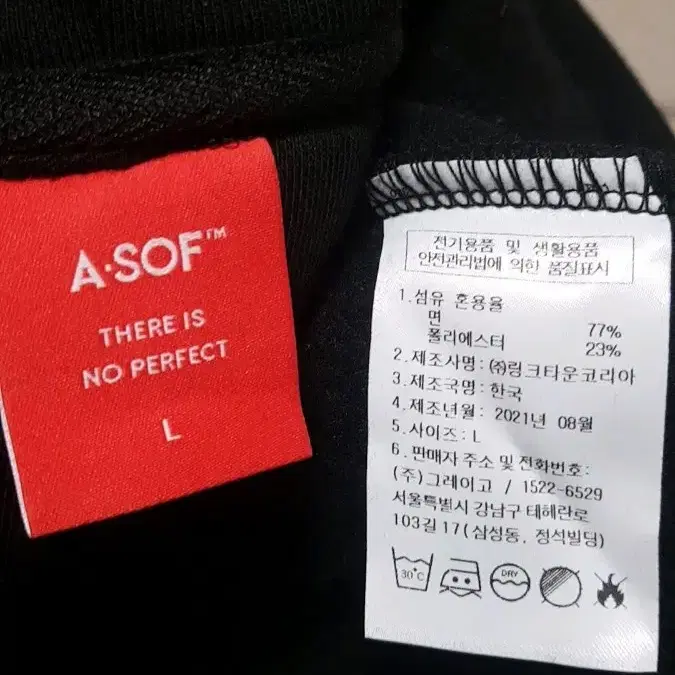 A·SOF™
THERE IS
NO PERFECT
L
전기용품 및 생활용품
안전관리법에 의한 품질표시
1.섬유 혼용율
면 77%
폴리에스터 23%
2.제조사명:㈜링크타운코리아
3.제조국명:한국
4.제조년월: 2021년 08월
5.사이즈:L
6.판매자 주소 및 전화번호:
(주)그레이고 / 1522-6529
서울특별시 강남구 테헤란로
103길 17(삼성동, 정석빌딩)
30℃ DRY